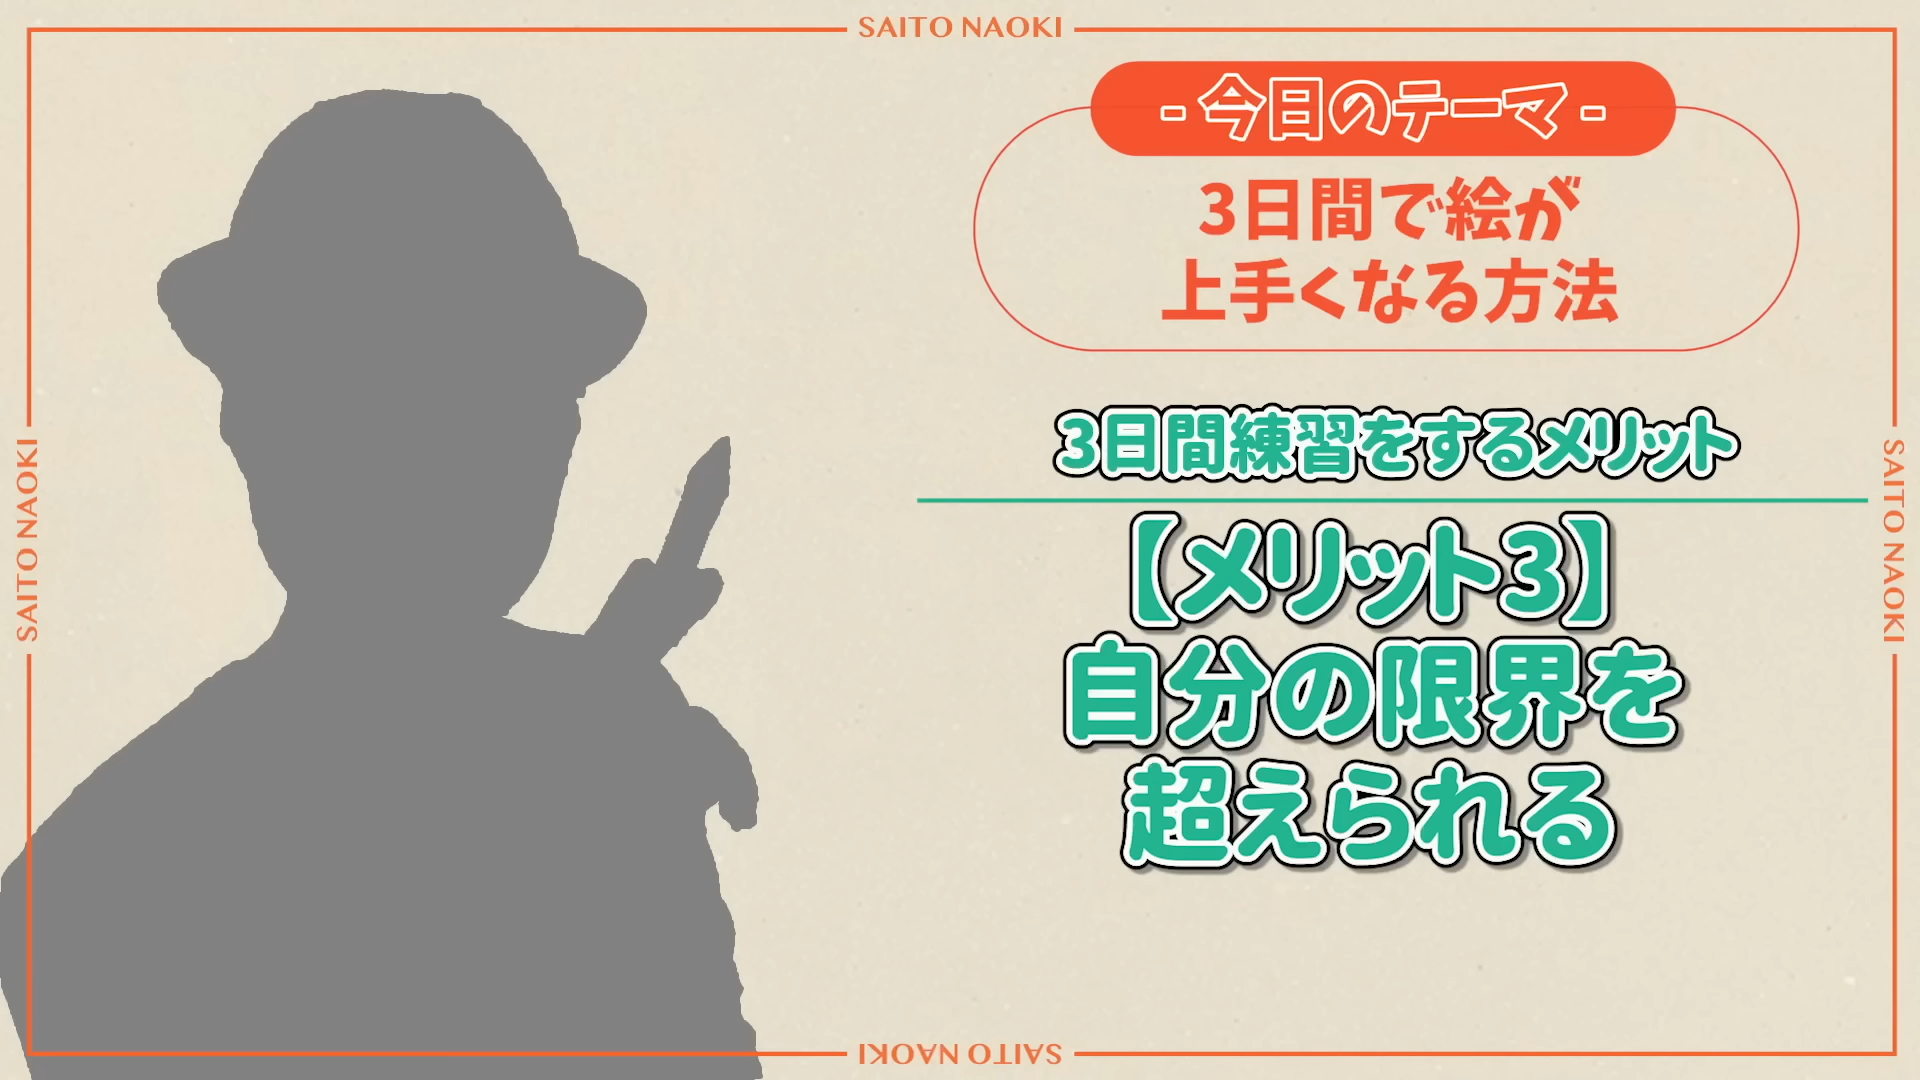 SAITO NAOKI
- 今日のテーマ -
3日間で絵が
上手くなる方法
3日間練習をするメリット
【メリット3】
自分の限界を
超えられる
SAITO NAOKI
SAITO NAOKI
SAITO NAOKI